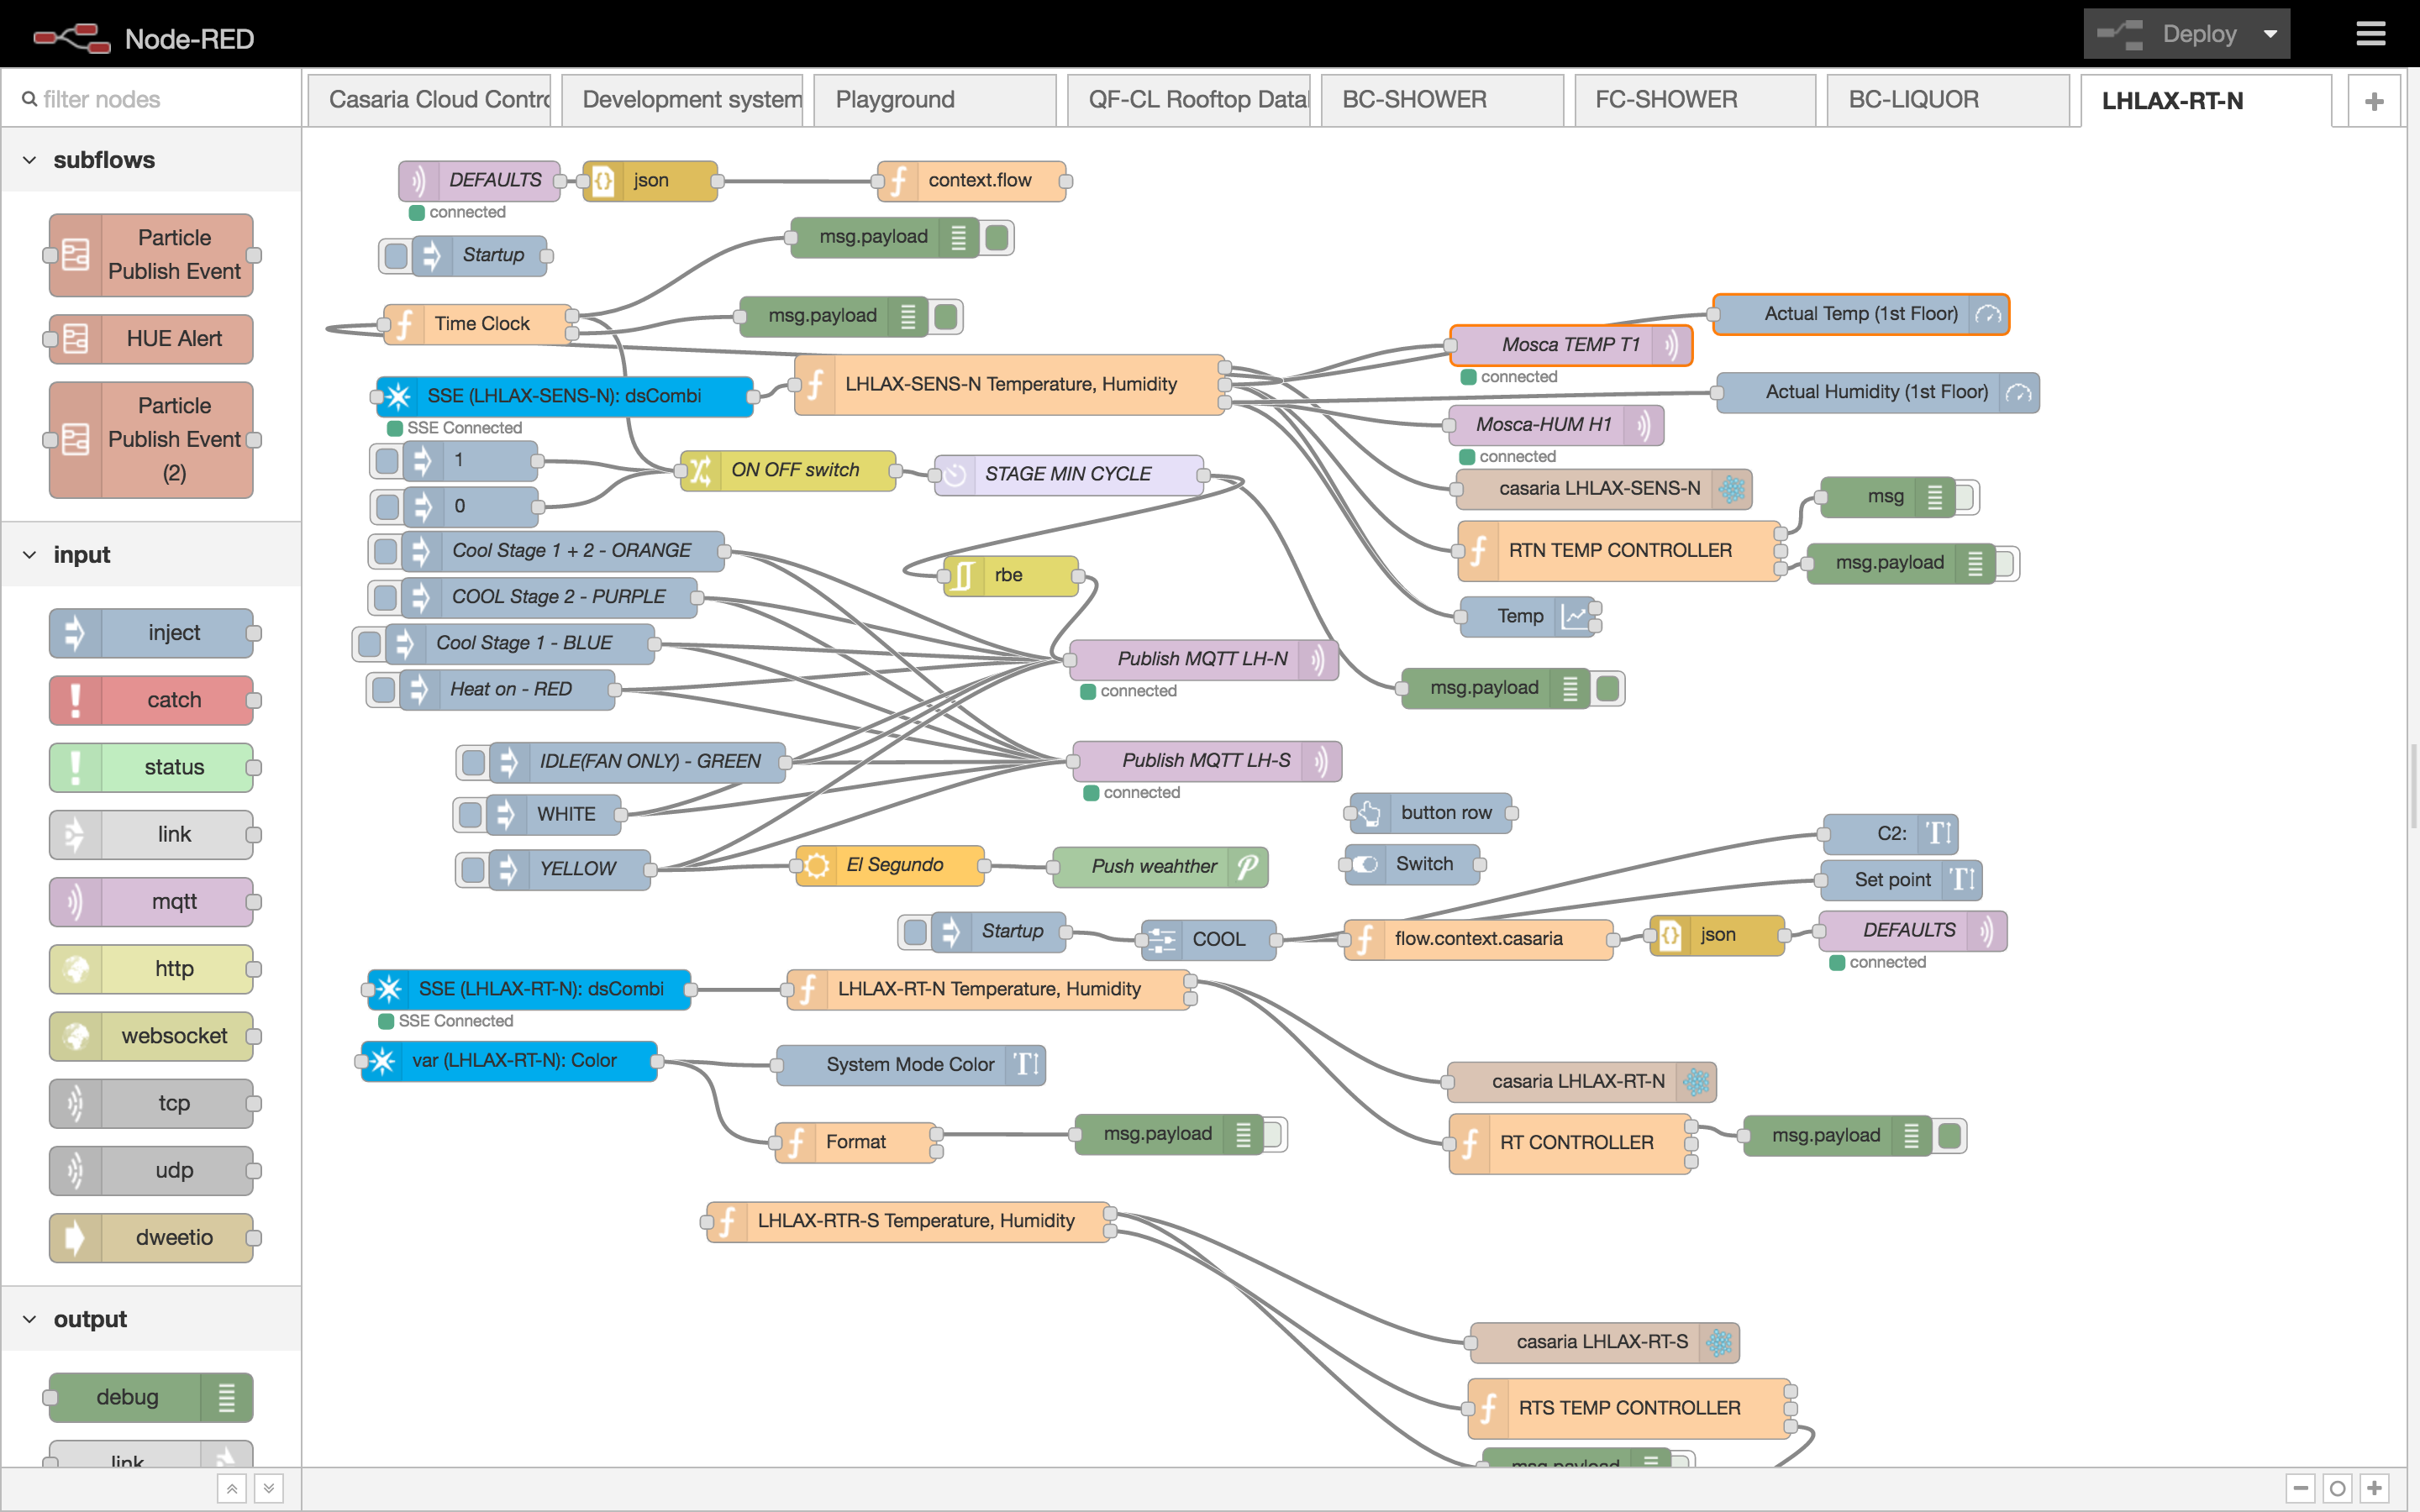 Node-RED
Deploy
filter nodes
Casaria Cloud Contro
Development system
Playground
QF-CL Rooftop Data
BC-SHOWER
FC-SHOWER
BC-LIQUOR
LHLAX-RT-N
subflows
Particle
Publish Event
HUE Alert
Particle
Publish Event
(2)
input
inject
catch
status
link
mqtt
http
websocket
tcp
udp
dweetio
output
debug
link
DEFAULTS
connected
json
context.flow
Startup
msg.payload
Time Clock
msg.payload
SSE (LHLAX-SENS-N): dsCombi
SSE Connected
LHLAX-SENS-N Temperature, Humidity
Actual Temp (1st Floor)
Mosca TEMP T1
connected
Actual Humidity (1st Floor)
Mosca-HUM H1
connected
1
0
ON OFF switch
STAGE MIN CYCLE
casaria LHLAX-SENS-N
msg
RTN TEMP CONTROLLER
msg.payload
Cool Stage 1 + 2 - ORANGE
COOL Stage 2 - PURPLE
Cool Stage 1 - BLUE
Heat on - RED
rbe
Temp
Publish MQTT LH-N
connected
msg.payload
IDLE(FAN ONLY) - GREEN
WHITE
YELLOW
Publish MQTT LH-S
connected
El Segundo
Push weahther
button row
Switch
C2:
Set point
Startup
COOL
flow.context.casaria
json
DEFAULTS
connected
SSE (LHLAX-RT-N): dsCombi
SSE Connected
LHLAX-RT-N Temperature, Humidity
var (LHLAX-RT-N): Color
System Mode Color
Format
msg.payload
casaria LHLAX-RT-N
RT CONTROLLER
msg.payload
LHLAX-RTR-S Temperature, Humidity
casaria LHLAX-RT-S
RTS TEMP CONTROLLER
msg.payload